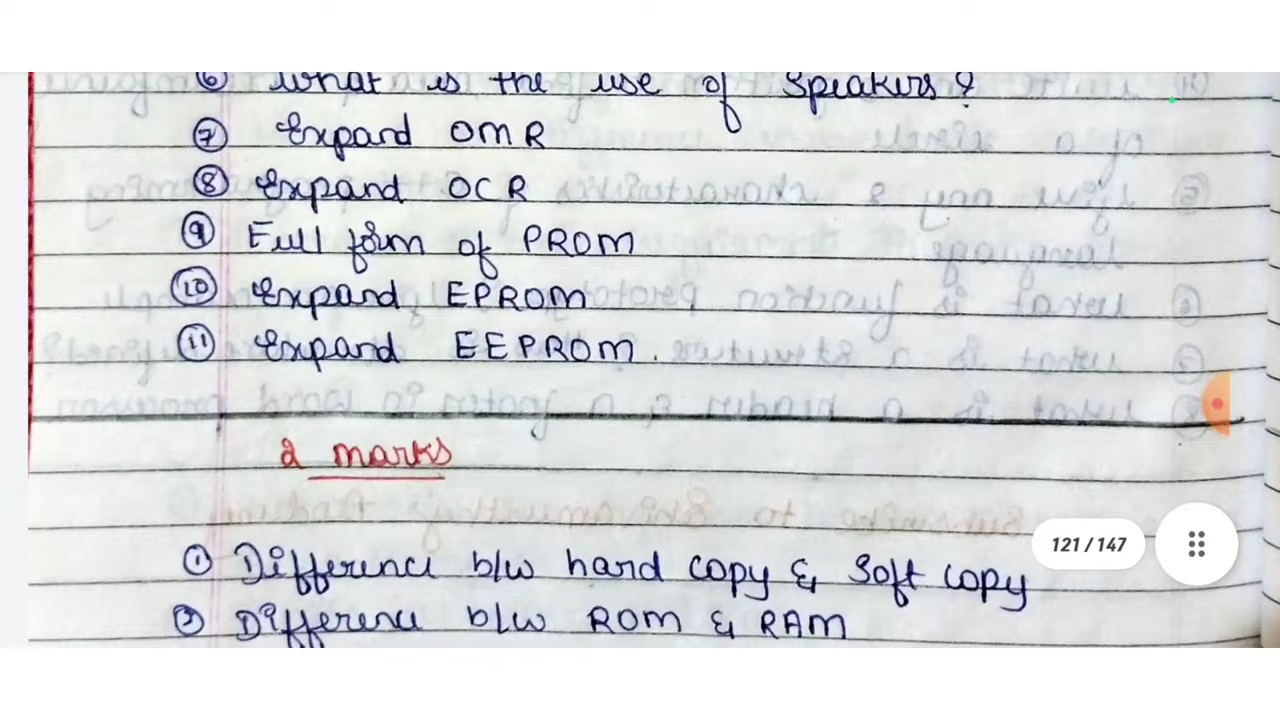 ⑥ What is the use of Speakers?
⑦ Expand OMR
⑧ Expand OCR
⑨ Full form of PROM
⑩ Expand EPROM
⑪ Expand EEPROM.
2 marks
① Difference b/w hard copy & Soft copy
② Difference b/w ROM & RAM
121 / 147